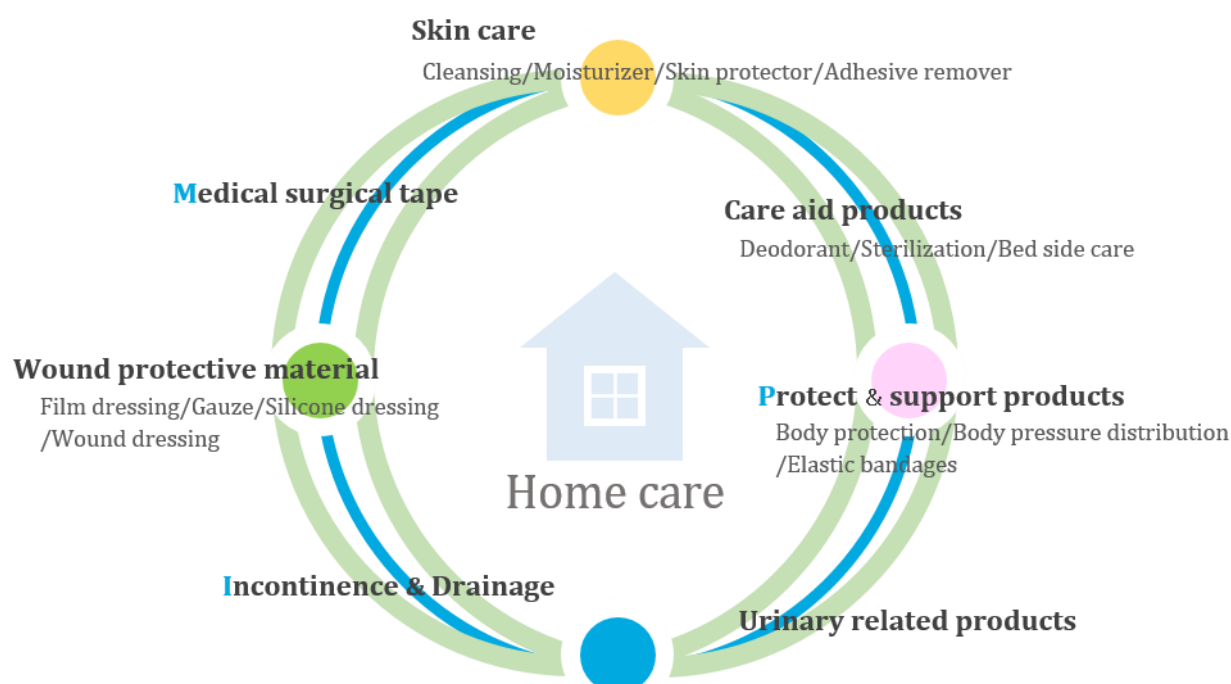 Skin care
Cleansing/Moisturizer/Skin protector/Adhesive remover
Medical surgical tape
Care aid products
Deodorant/Sterilization/Bed side care
Wound protective material
Film dressing/Gauze/Silicone dressing
/Wound dressing
Protect & support products
Body protection/Body pressure distribution
/Elastic bandages
Home care
Incontinence & Drainage
Urinary related products